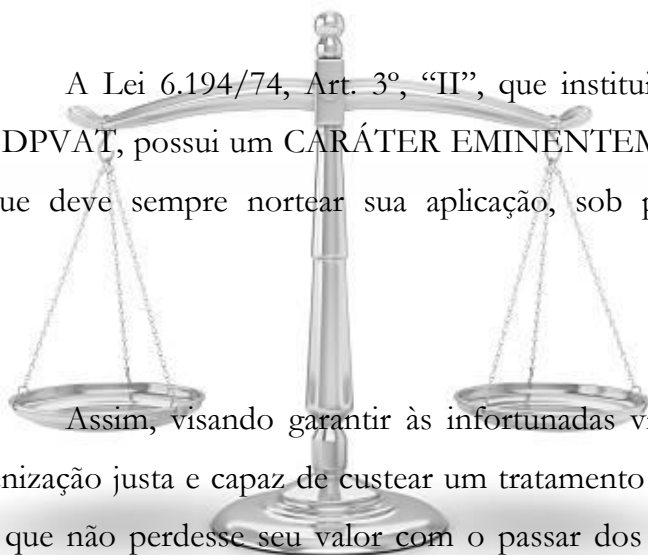 A Lei 6.194/74, Art. 3º, “II”, que institui
DPVAT, possui um CARÁTER EMINENTEM
ue deve sempre nortear sua aplicação, sob p
Assim, visando garantir às infortunadas v
enização justa e capaz de custear um tratamento
que não perdesse seu valor com o passar dos